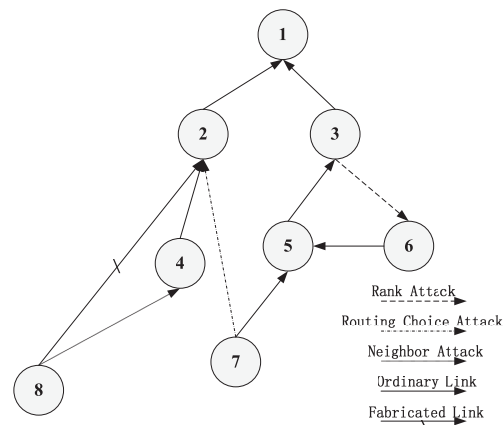 1
2
3
4
5
6
7
8
Rank Attack
Routing Choice Attack
Neighbor Attack
Ordinary Link
Fabricated Link